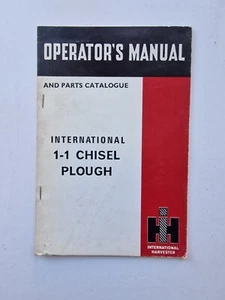 OPERATOR'S MANUAL
AND PARTS CATALOGUE
INTERNATIONAL
1-1 CHISEL
PLOUGH
IH
INTERNATIONAL
HARVESTER